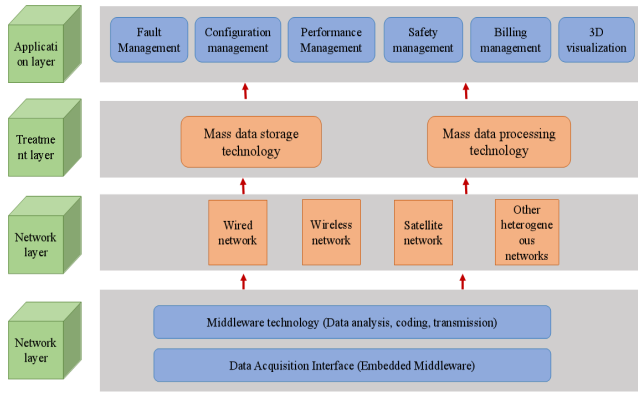 Applicati
on layer
Fault
Management
Configuration
management
Performance
Management
Safety
management
Billing
management
3D
visualization
Treatme
nt layer
Mass data storage
technology
Mass data processing
technology
Network
layer
Wired
network
Wireless
network
Satellite
network
Other
heterogene
ous
networks
Network
layer
Middleware technology (Data analysis, coding, transmission)
Data Acquisition Interface (Embedded Middleware)